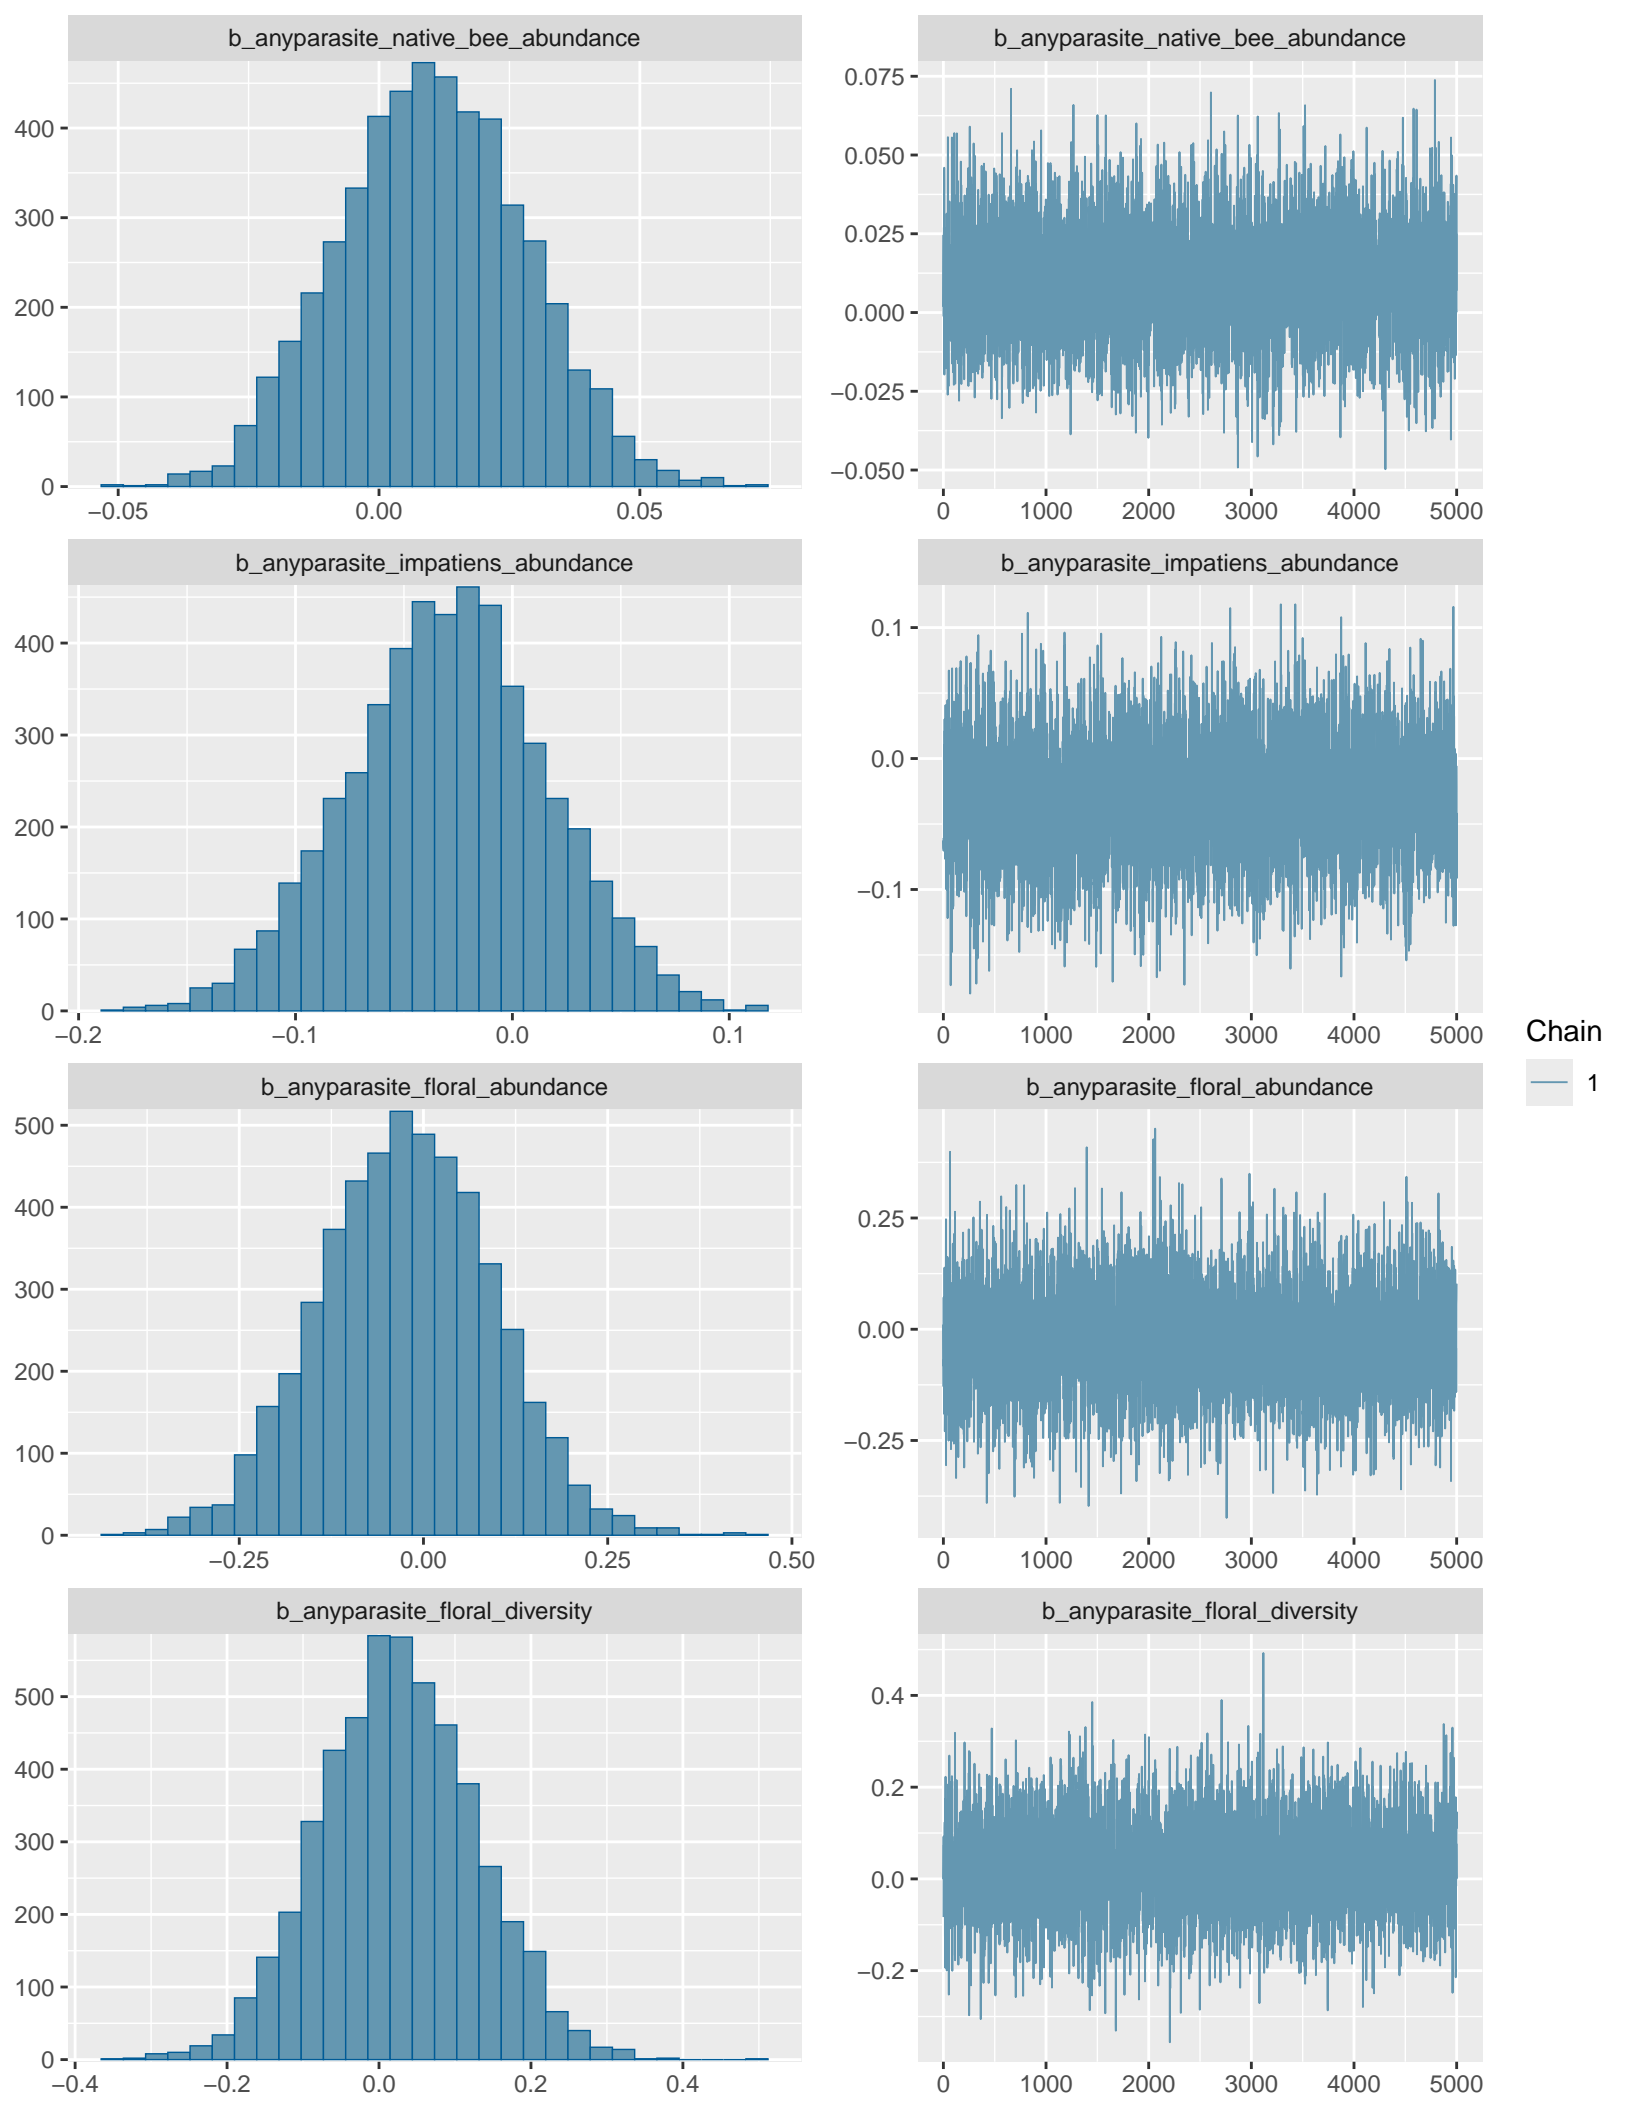 b_anyparasite_native_bee_abundance
400
300
200
100
0
−0.05 0.00 0.05
b_anyparasite_native_bee_abundance
0.075
0.050
0.025
0.000
−0.025
−0.050
0 1000 2000 3000 4000 5000
b_anyparasite_impatiens_abundance
400
300
200
100
0
−0.2 −0.1 0.0 0.1
b_anyparasite_impatiens_abundance
0.1
0.0
−0.1
0 1000 2000 3000 4000 5000
b_anyparasite_floral_abundance
500
400
300
200
100
0
−0.25 0.00 0.25 0.50
b_anyparasite_floral_abundance
0.25
0.00
−0.25
0 1000 2000 3000 4000 5000
b_anyparasite_floral_diversity
500
400
300
200
100
0
−0.4 −0.2 0.0 0.2 0.4
b_anyparasite_floral_diversity
0.4
0.2
0.0
−0.2
0 1000 2000 3000 4000 5000
Chain
1